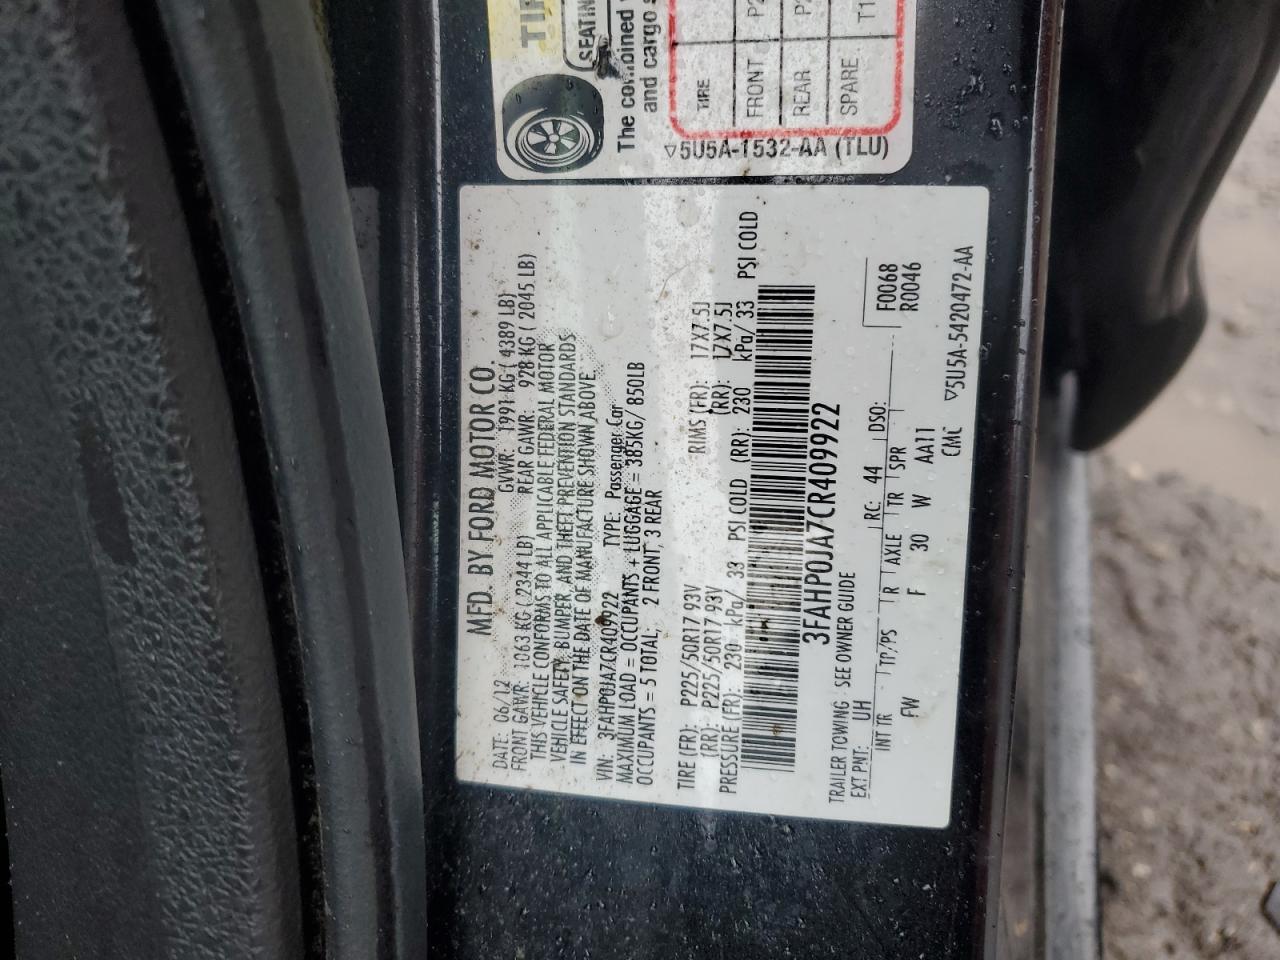 TIR
SEATING
The combined
and cargo
TIRE
FRONT P2
REAR P2
SPARE T1
▽5U5A-1532-AA (TLU)
MFD. BY FORD MOTOR CO.
DATE: 06/12 GVWR: 1991 KG ( 4389 LB)
FRONT GAWR: 1063 KG ( 2344 LB) REAR GAWR: 928 KG ( 2045 LB)
THIS VEHICLE CONFORMS TO ALL APPLICABLE FEDERAL MOTOR
VEHICLE SAFETY, BUMPER, AND THEFT PREVENTION STANDARDS
IN EFFECT ON THE DATE OF MANUFACTURE SHOWN ABOVE.
VIN: 3FAHP0JA7CR409922 TYPE: Passenger Car
MAXIMUM LOAD = OCCUPANTS + LUGGAGE = 385KG/ 850LB
OCCUPANTS = 5 TOTAL, 2 FRONT, 3 REAR
TIRE (FR): P225/50R17 93V RIMS (FR): 17X7.5J
(RR): P225/50R17 93V (RR): 17X7.5J
PRESSURE (FR): 230 kPa/ 33 PSI COLD (RR): 230 kPa/ 33 PSI COLD
3FAHP0JA7CR409922
TRAILER TOWING - SEE OWNER GUIDE
EXT PNT: UH RC: 44 DSO: F0068
R0046
INT TR TP/PS R AXLE TR SPR
FW F 30 W AA11
CMC ▽5U5A-5420472-AA